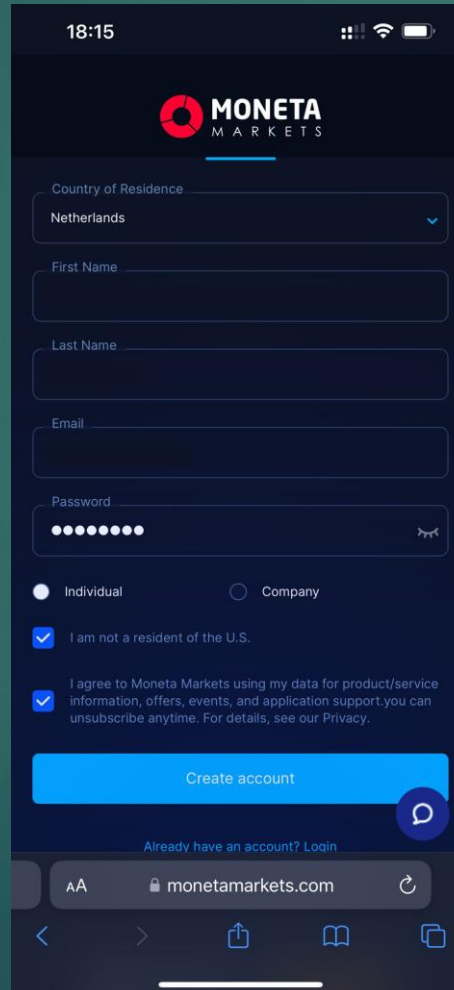 18:15
MONETA
MARKETS
Country of Residence
Netherlands
First Name
Last Name
Email
Password
Individual
Company
I am not a resident of the U.S.
I agree to Moneta Markets using my data for product/service
information, offers, events, and application support.you can
unsubscribe anytime. For details, see our Privacy.
Create account
Already have an account? Login
AA
monetamarkets.com